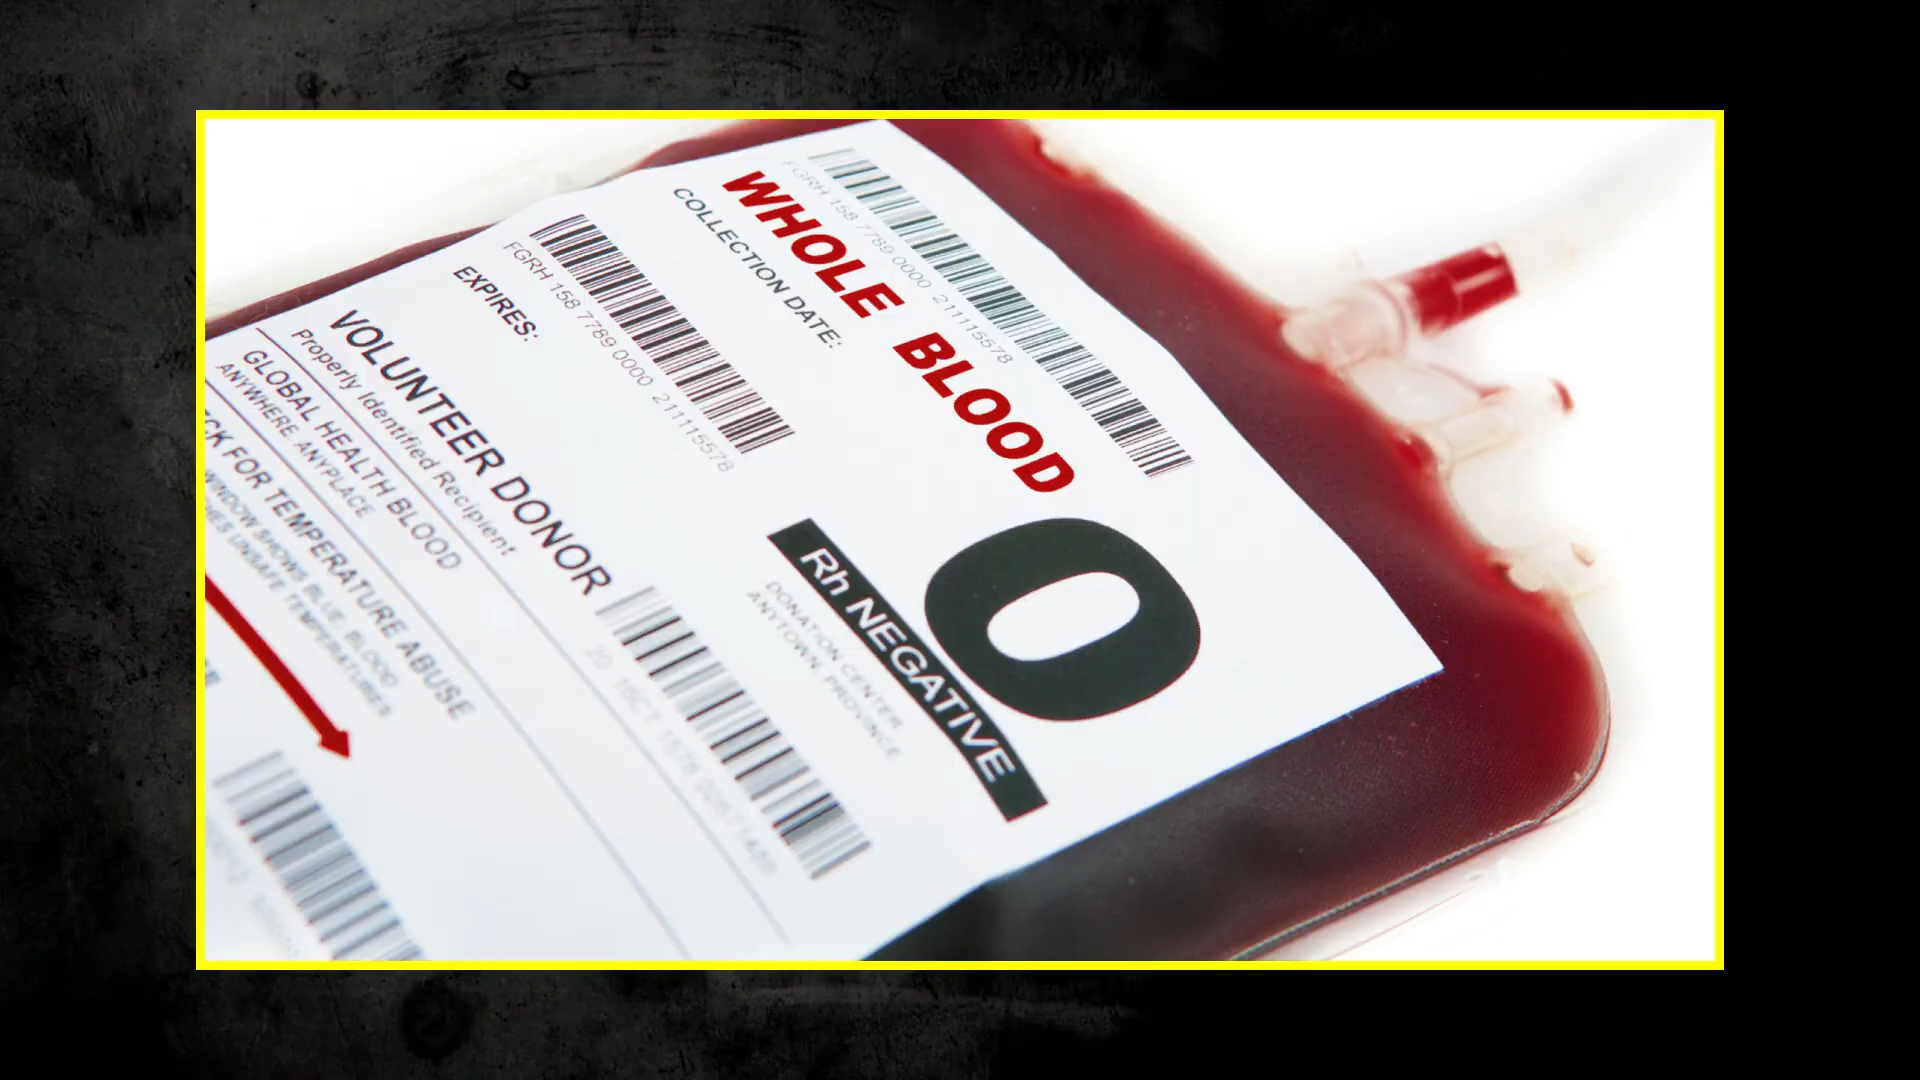 FGRH 158 7789 0000 211115578
WHOLE BLOOD
COLLECTION DATE:
FGRH 158 7789 0000 211115578
EXPIRES:
O
Rh NEGATIVE
DONATION CENTER
ANYTOWN, PROVINCE
VOLUNTEER DONOR
Properly Identified Recipient
GLOBAL HEALTH BLOOD
ANYWHERE ANYPLACE
CK FOR TEMPERATURE ABUSE
WINDOW SHOWS BLUE, BLOOD
UNSAFE TEMPERATURES